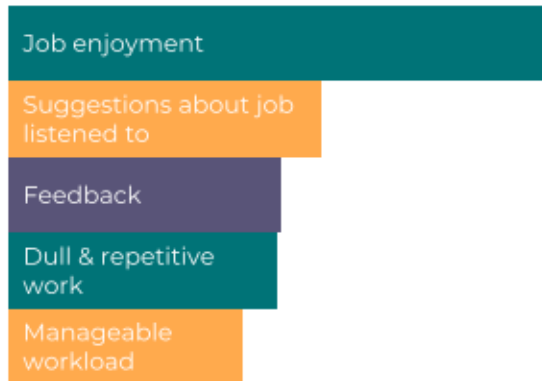 Job enjoyment
Suggestions about job
listened to
Feedback
Dull & repetitive
work
Manageable
workload